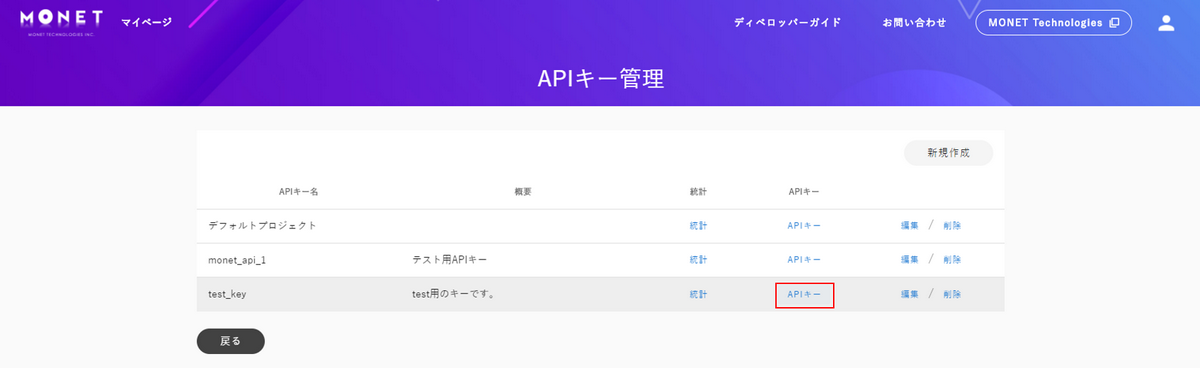 MONET
MONET TECHNOLOGIES INC.
マイページ
ディベロッパーガイド
お問い合わせ
MONET Technologies
APIキー管理
新規作成
APIキー名 概要 統計 APIキー
デフォルトプロジェクト 統計 APIキー 編集 / 削除
monet_api_1 テスト用APIキー 統計 APIキー 編集 / 削除
test_key test用のキーです。 統計 APIキー 編集 / 削除
戻る